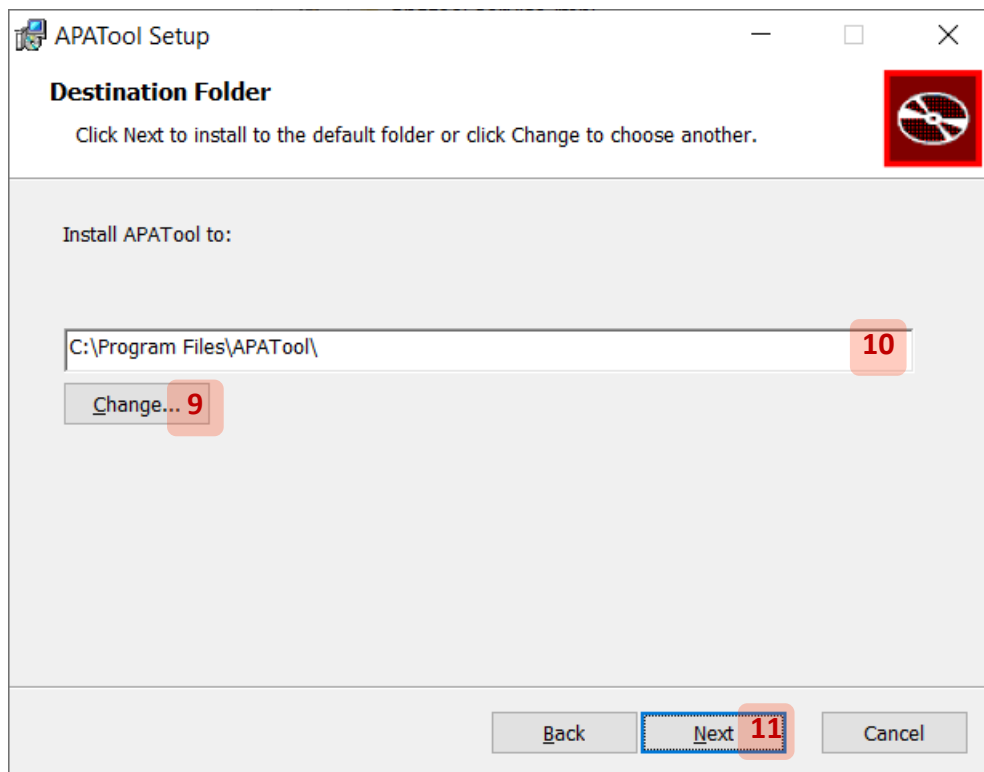 APATool Setup
Destination Folder
Click Next to install to the default folder or click Change to choose another.
Install APATool to:
C:\Program Files\APATool\ 10
Change... 9
Back Next 11 Cancel